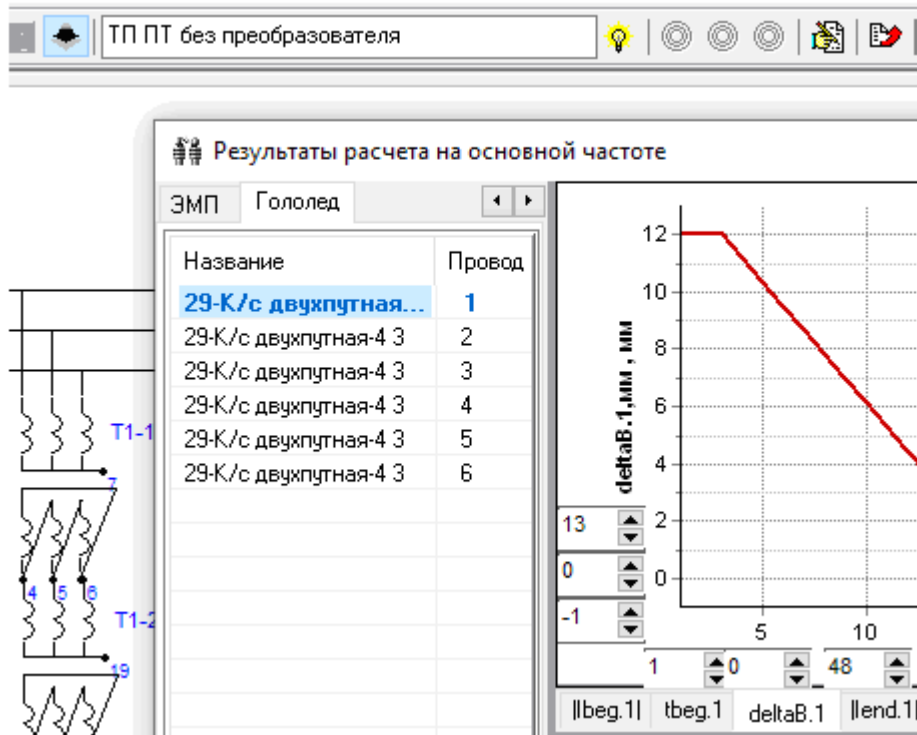 ТП ПТ без преобразователя
Результаты расчета на основной частоте
ЭМП Гололед
Название Провод
29-К/с двухпутная... 1
29-К/с двухпутная-4 3 2
29-К/с двухпутная-4 3 3
29-К/с двухпутная-4 3 4
29-К/с двухпутная-4 3 5
29-К/с двухпутная-4 3 6
T1-1
7
4 5 6
T1-2
19
deltaB.1,мм , мм
12
10
8
6
4
2
0
5 10
13
0
-1
1 0 48
|Ibeg.1| tbeg.1 deltaB.1 |Iend.1|